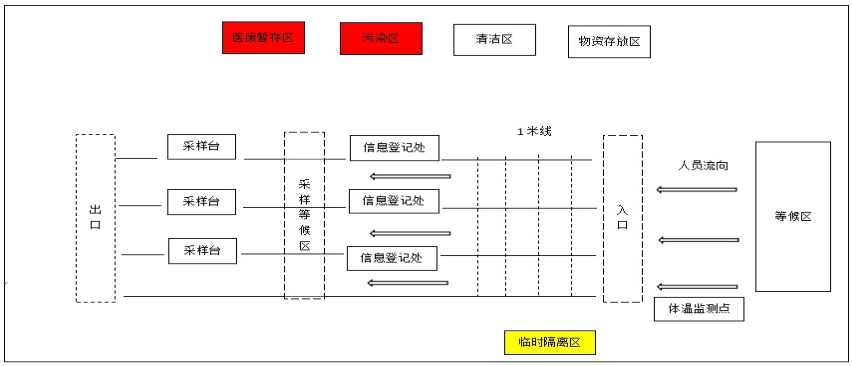 医废暂存区
污染区
清洁区
物资存放区
1米线
采样台
信息登记处
人员流向
采样等候区
采样台
信息登记处
出口
入口
等候区
采样台
信息登记处
体温监测点
临时隔离区